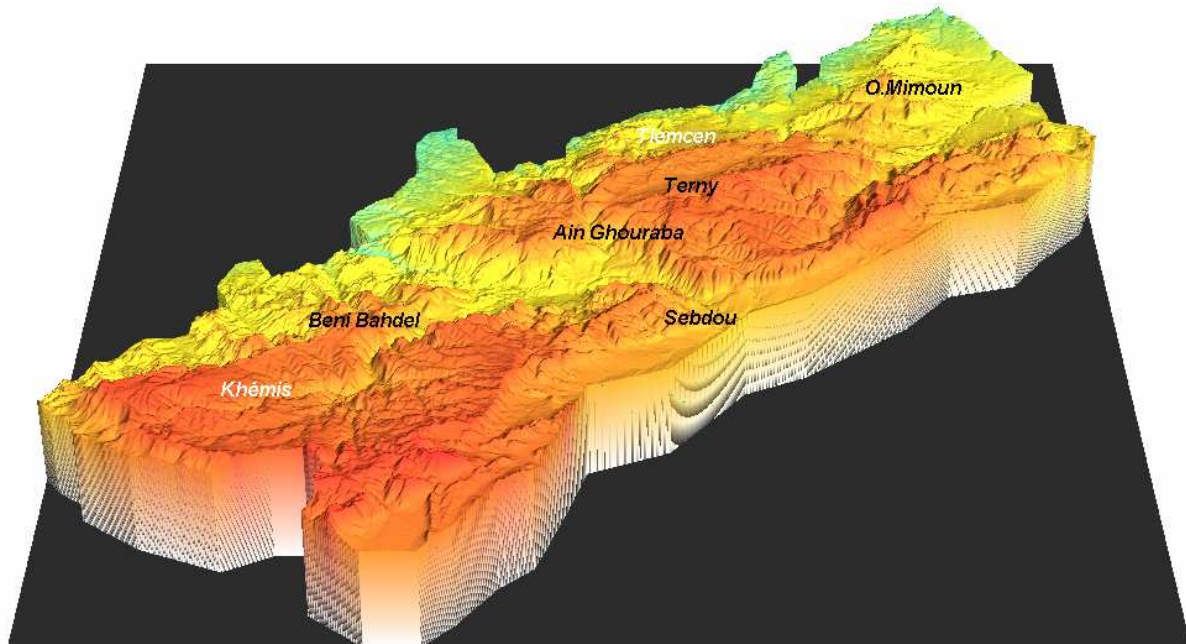 O.Mimoun
Tlemcen
Terny
Ain Ghouraba
Beni Bahdel
Sebdou
Khémis